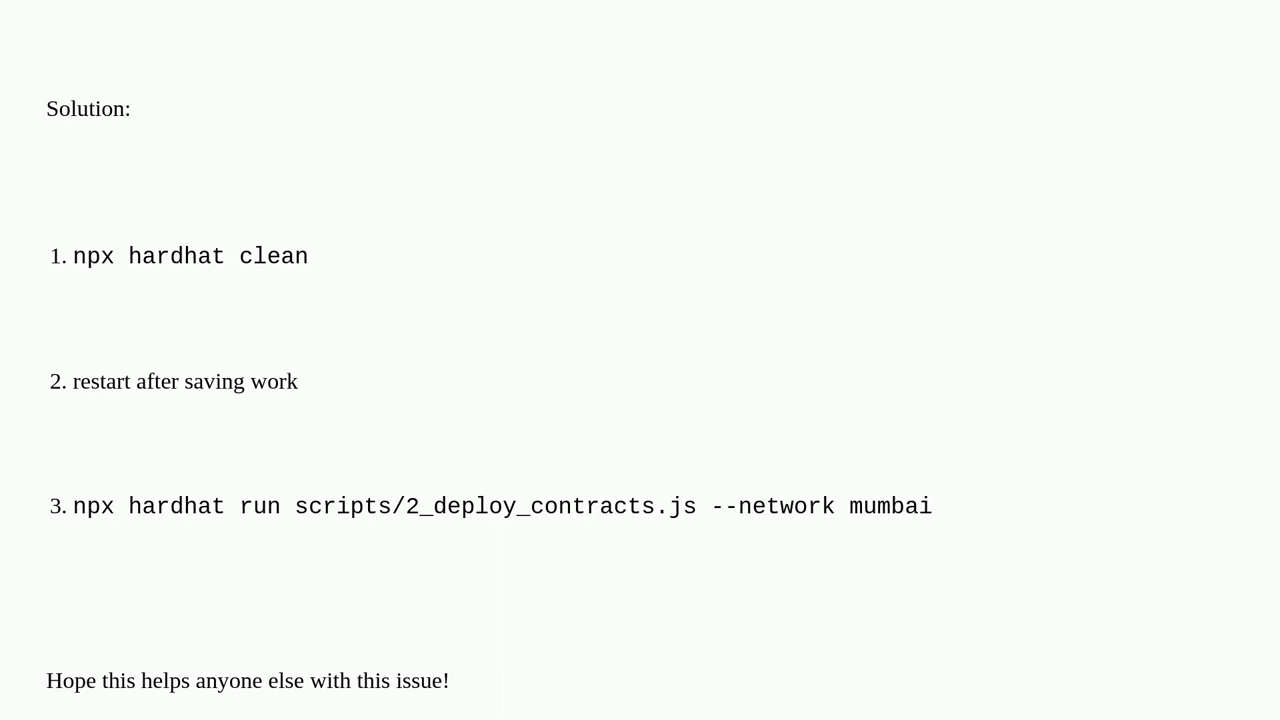 Solution:
1. npx hardhat clean
2. restart after saving work
3. npx hardhat run scripts/2_deploy_contracts.js --network mumbai
Hope this helps anyone else with this issue!